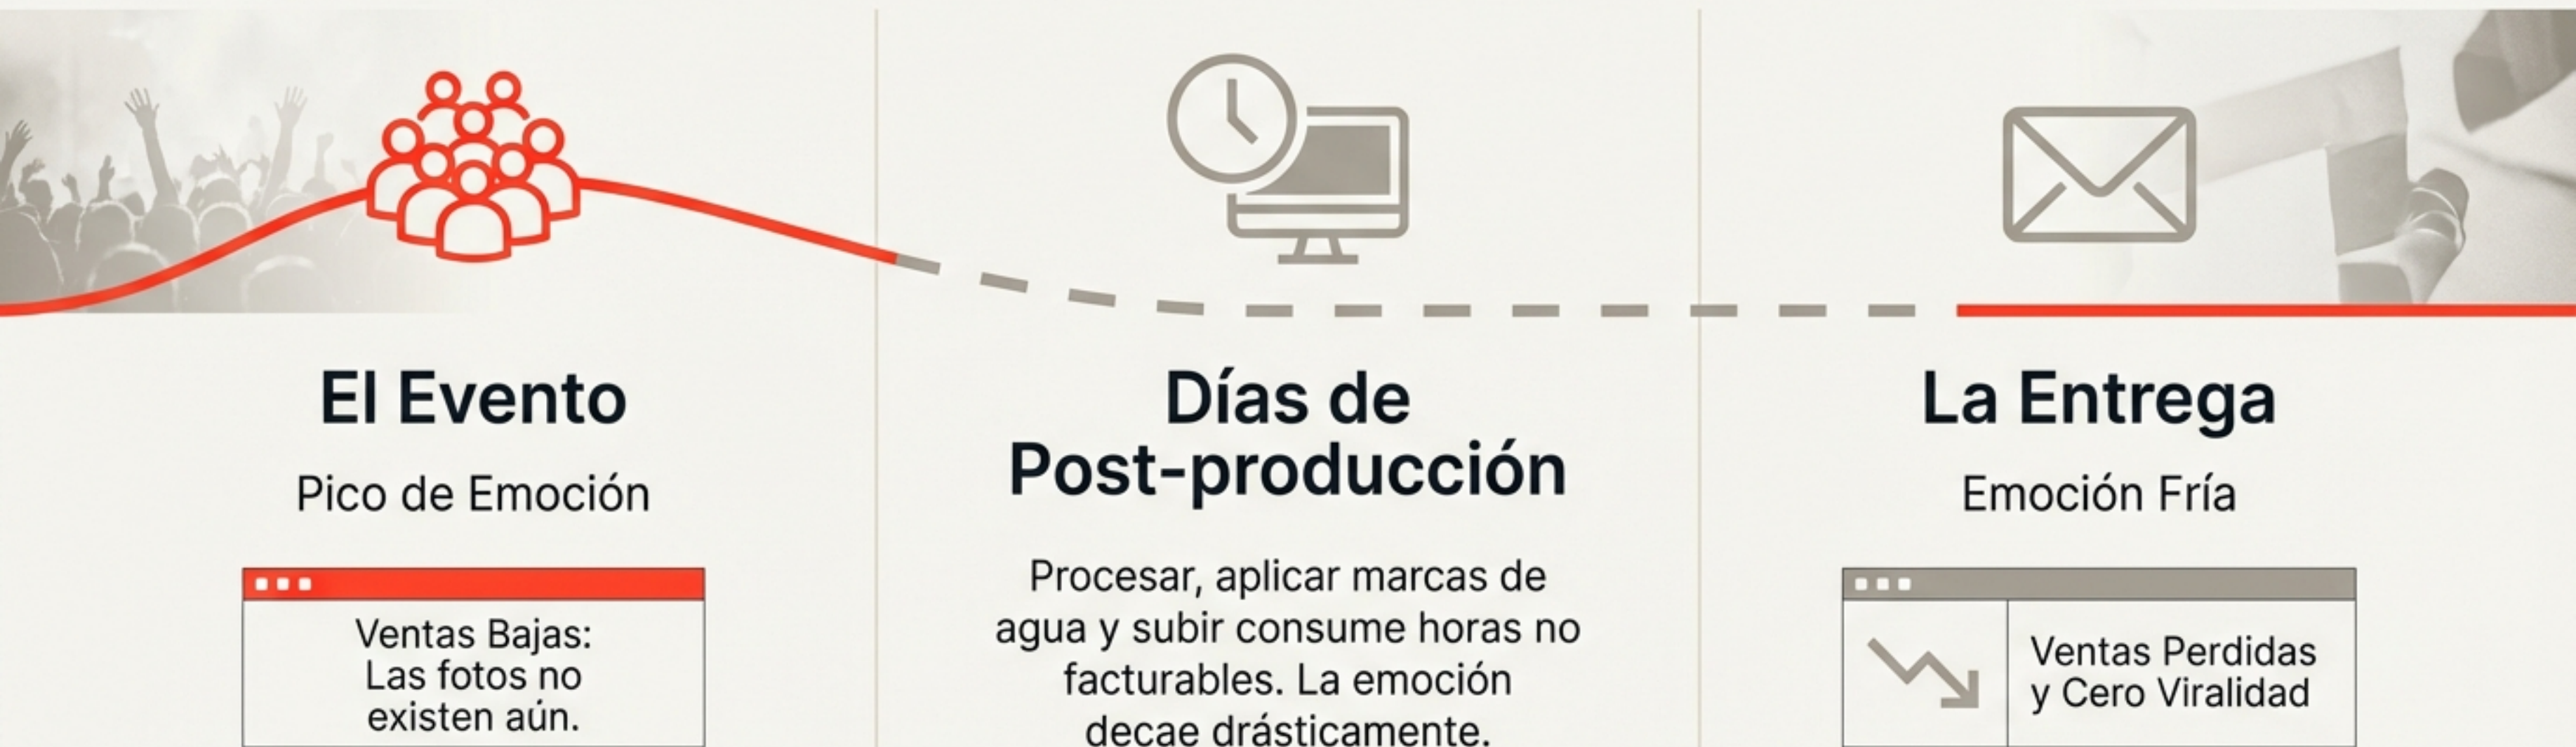 El Evento
Pico de Emoción
Ventas Bajas:
Las fotos no
existen aún.
Días de
Post-producción
Procesar, aplicar marcas de
agua y subir consume horas no
facturables. La emoción
decae drásticamente.
La Entrega
Emoción Fría
Ventas Perdidas
y Cero Viralidad